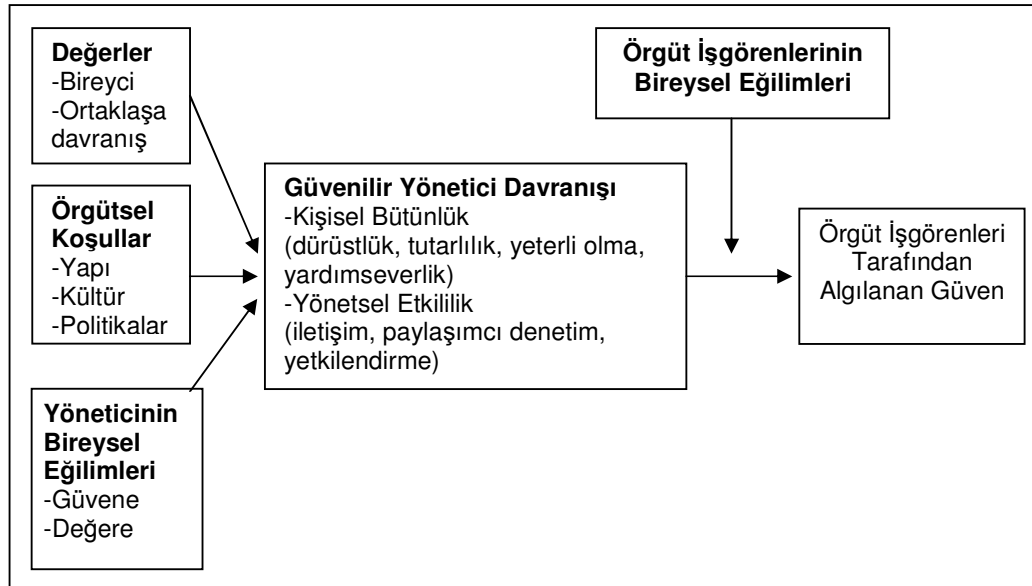 Değerler
-Bireyci
-Ortaklaşa
davranış
Örgütsel
Koşullar
-Yapı
-Kültür
-Politikalar
Yöneticinin
Bireysel
Eğilimleri
-Güvene
-Değere
Güvenilir Yönetici Davranışı
-Kişisel Bütünlük
(dürüstlük, tutarlılık, yeterli olma,
yardımseverlik)
-Yönetsel Etkililik
(iletişim, paylaşımcı denetim,
yetkilendirme)
Örgüt İşgörenlerinin
Bireysel Eğilimleri
Örgüt İşgörenleri
Tarafından
Algılanan Güven